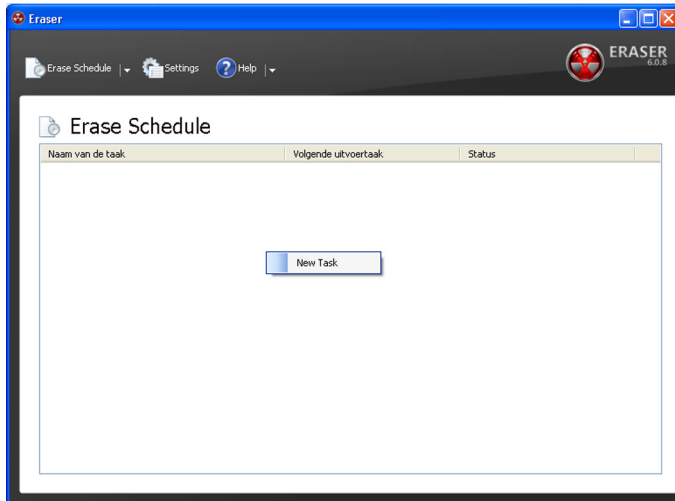 Eraser
Erase Schedule Settings Help
ERASER
6.0.8
Erase Schedule
Naam van de taak Volgende uitvoertaak Status
New Task